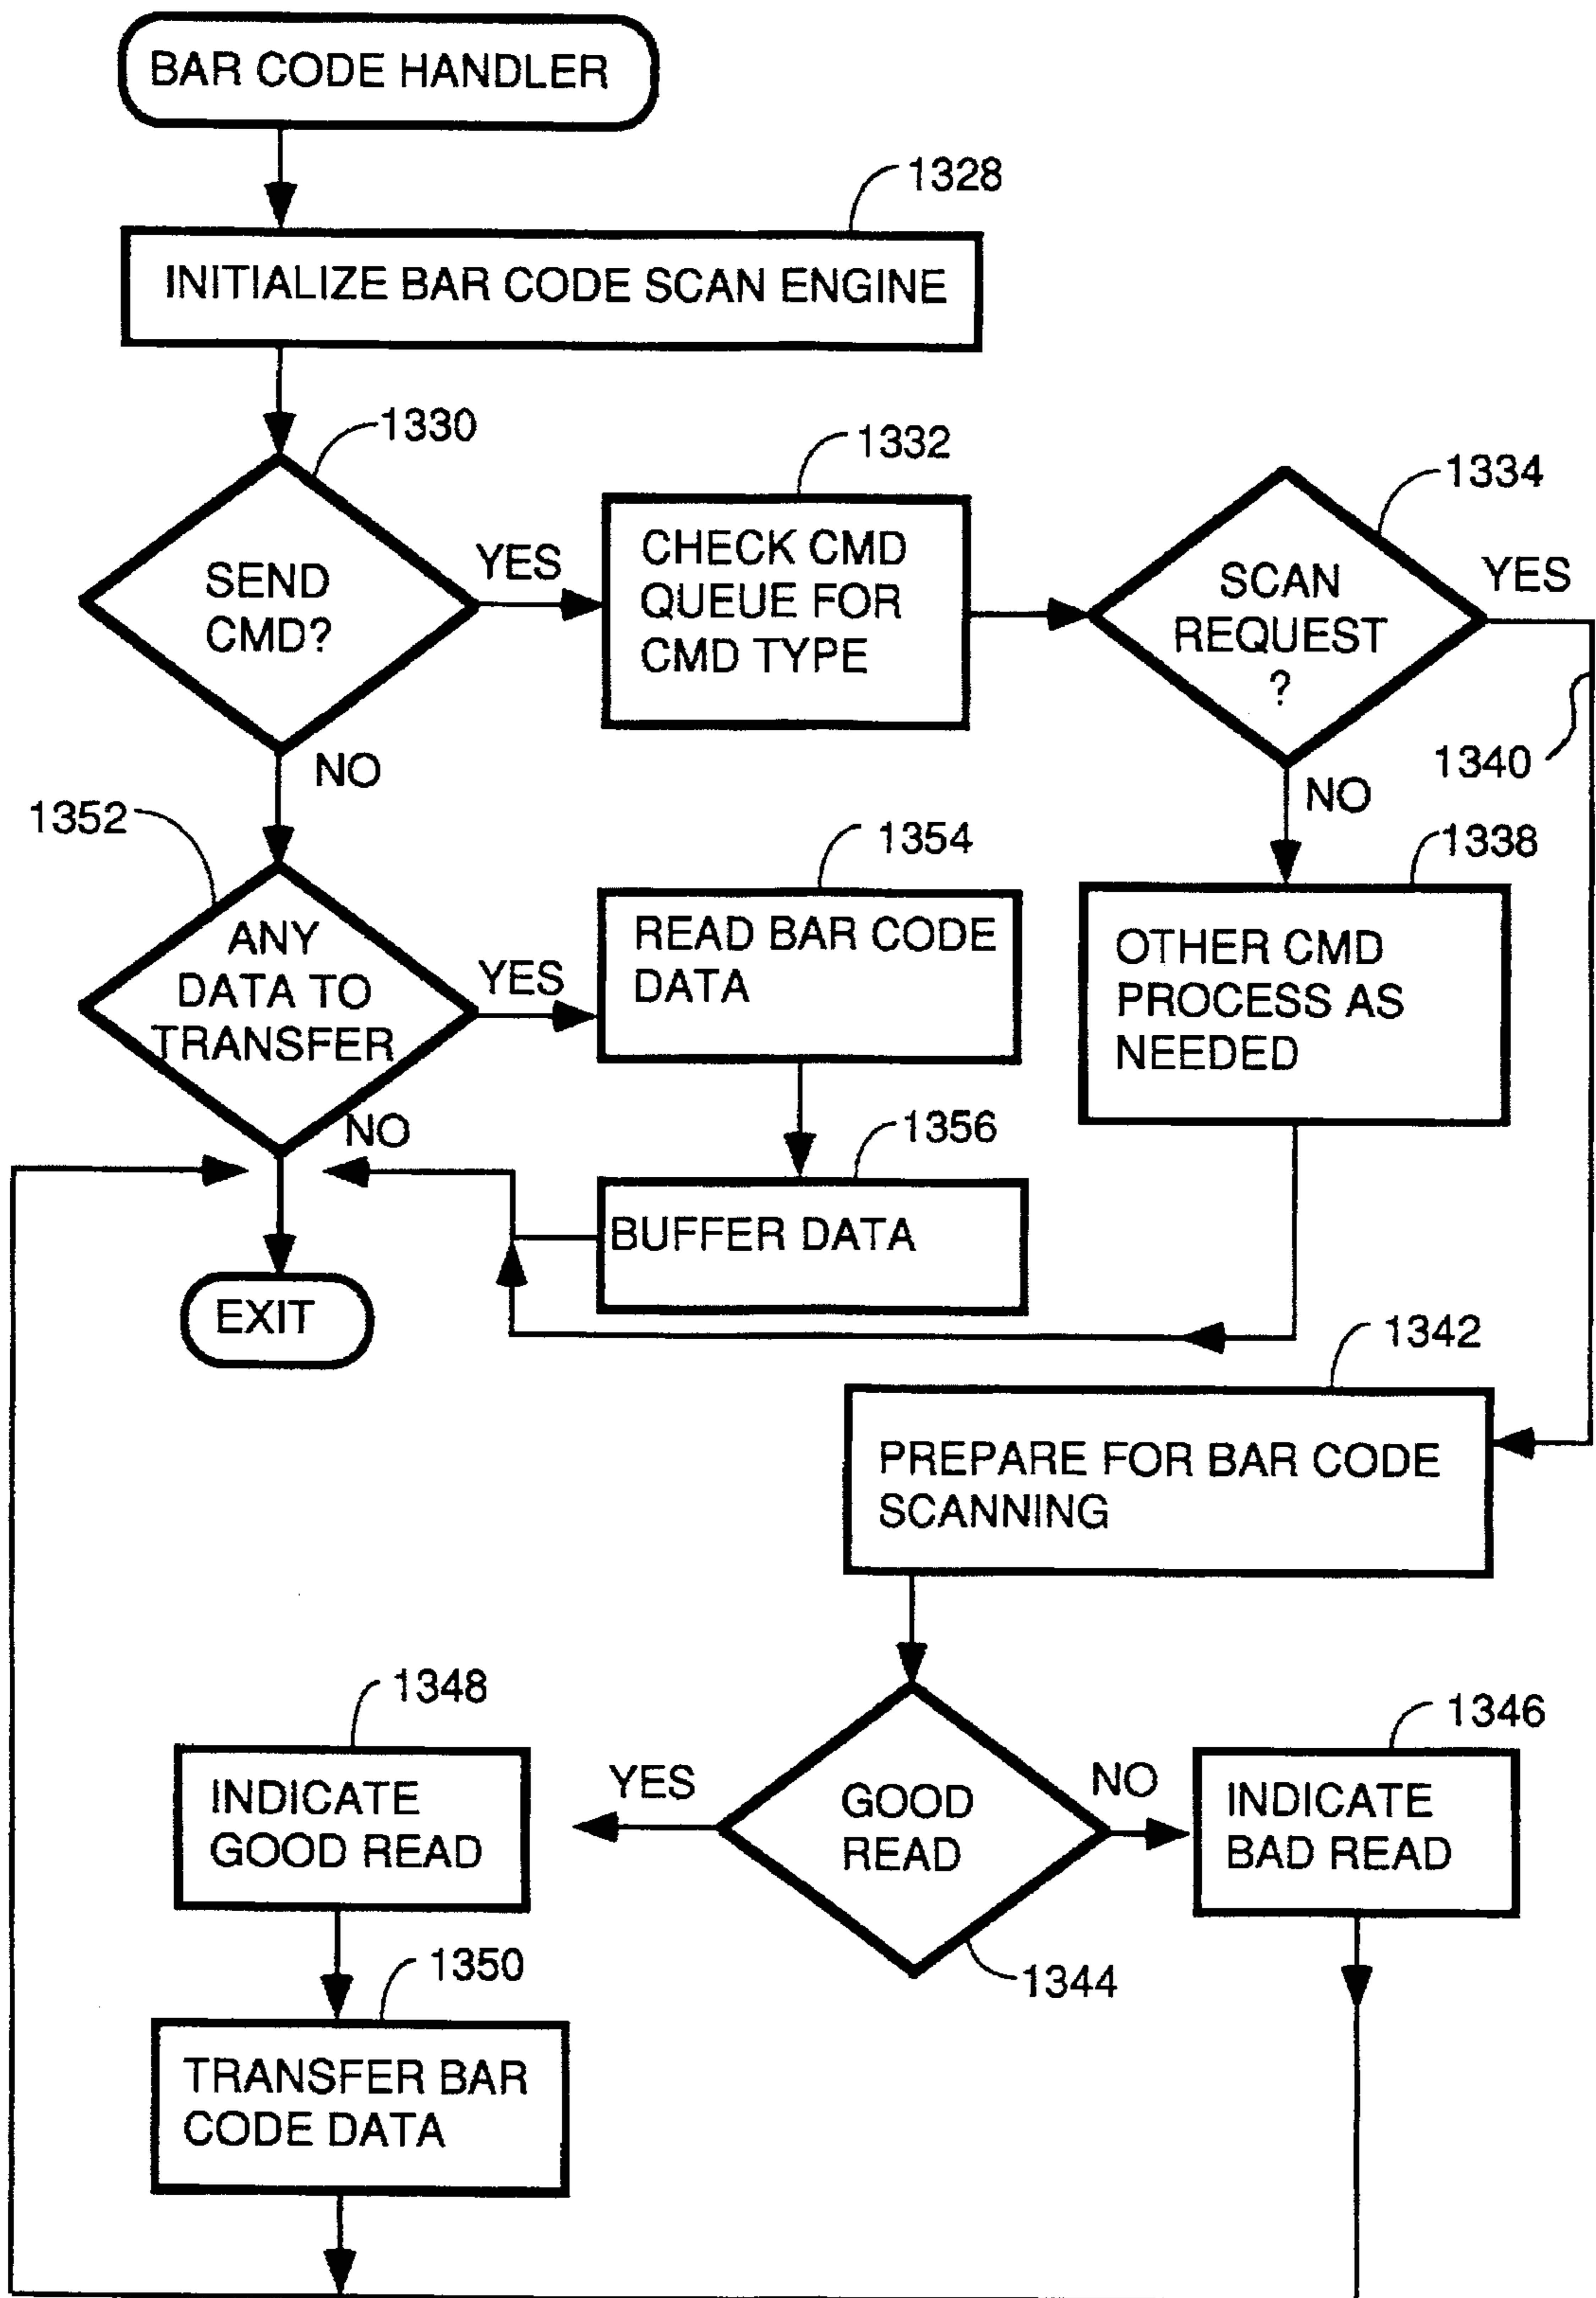 BAR CODE HANDLER
1328
INITIALIZE BAR CODE SCAN ENGINE
1330
SEND
CMD?
YES
NO
1332
CHECK CMD
QUEUE FOR
CMD TYPE
1334
SCAN
REQUEST
?
YES
NO
1340
1338
OTHER CMD
PROCESS AS
NEEDED
1352
ANY
DATA TO
TRANSFER
YES
NO
1354
READ BAR CODE
DATA
1356
BUFFER DATA
EXIT
1342
PREPARE FOR BAR CODE
SCANNING
GOOD
READ
1344
YES
NO
1348
INDICATE
GOOD READ
1346
INDICATE
BAD READ
1350
TRANSFER BAR
CODE DATA